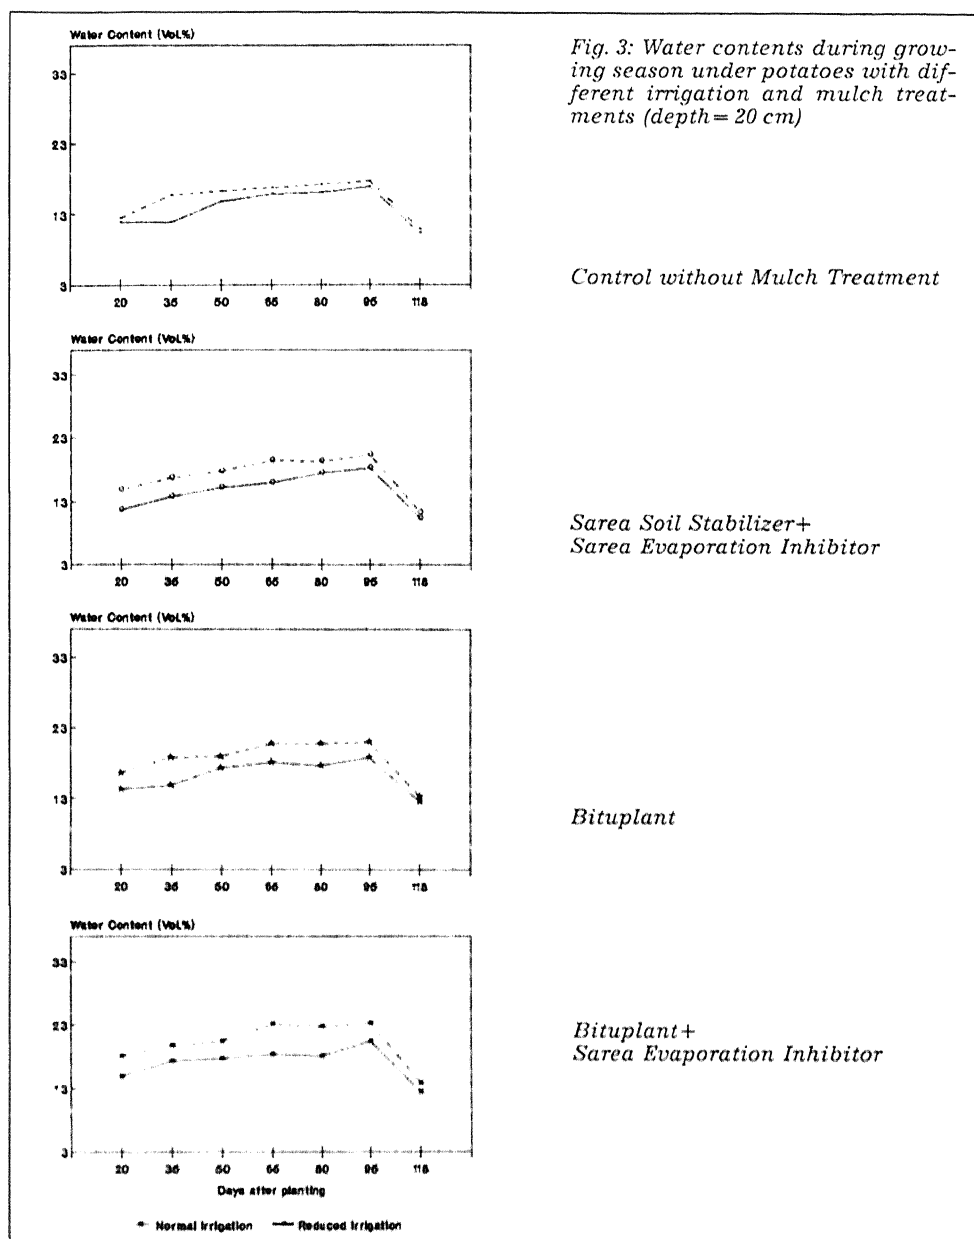 Water Content (Vol.%)
33
23
13
3
20 35 50 65 80 95 118
Fig. 3: Water contents during grow-
ing season under potatoes with dif-
ferent irrigation and mulch treat-
ments (depth= 20 cm)
Control without Mulch Treatment
Water Content (Vol.%)
33
23
13
3
20 35 50 65 80 95 118
Sarea Soil Stabilizer+
Sarea Evaporation Inhibitor
Water Content (Vol.%)
33
23
13
3
20 35 50 65 80 95 118
Bituplant
Water Content (Vol.%)
33
23
13
3
20 35 50 65 80 95 118
Days after planting
Normal Irrigation Reduced Irrigation
Bituplant+
Sarea Evaporation Inhibitor